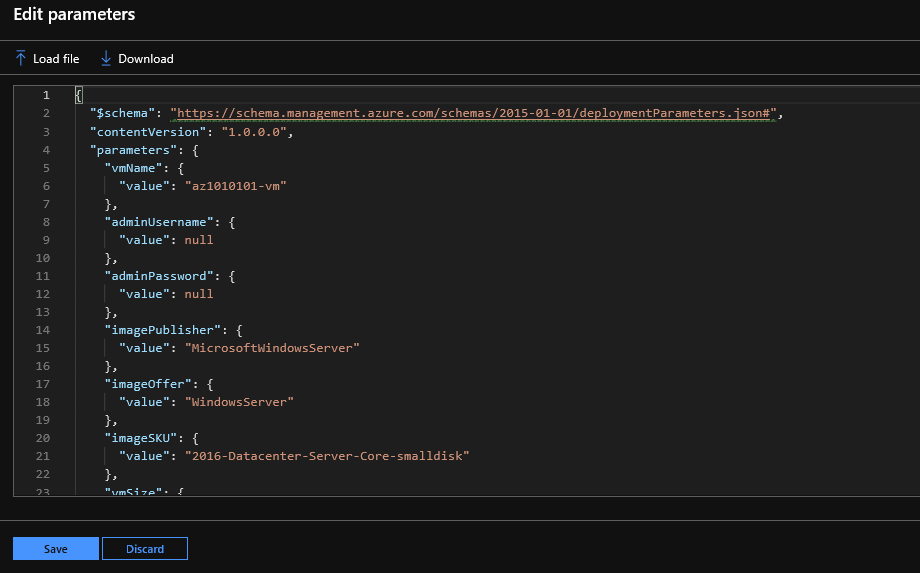 Edit parameters
Load file Download
1 {
2 "$schema": "https://schema.management.azure.com/schemas/2015-01-01/deploymentParameters.json#",
3 "contentVersion": "1.0.0.0",
4 "parameters": {
5 "vmName": {
6 "value": "az1010101-vm"
7 },
8 "adminUsername": {
9 "value": null
10 },
11 "adminPassword": {
12 "value": null
13 },
14 "imagePublisher": {
15 "value": "MicrosoftWindowsServer"
16 },
17 "imageOffer": {
18 "value": "WindowsServer"
19 },
20 "imageSKU": {
21 "value": "2016-Datacenter-Server-Core-smalldisk"
22 },
23 "vmSize": {
Save Discard